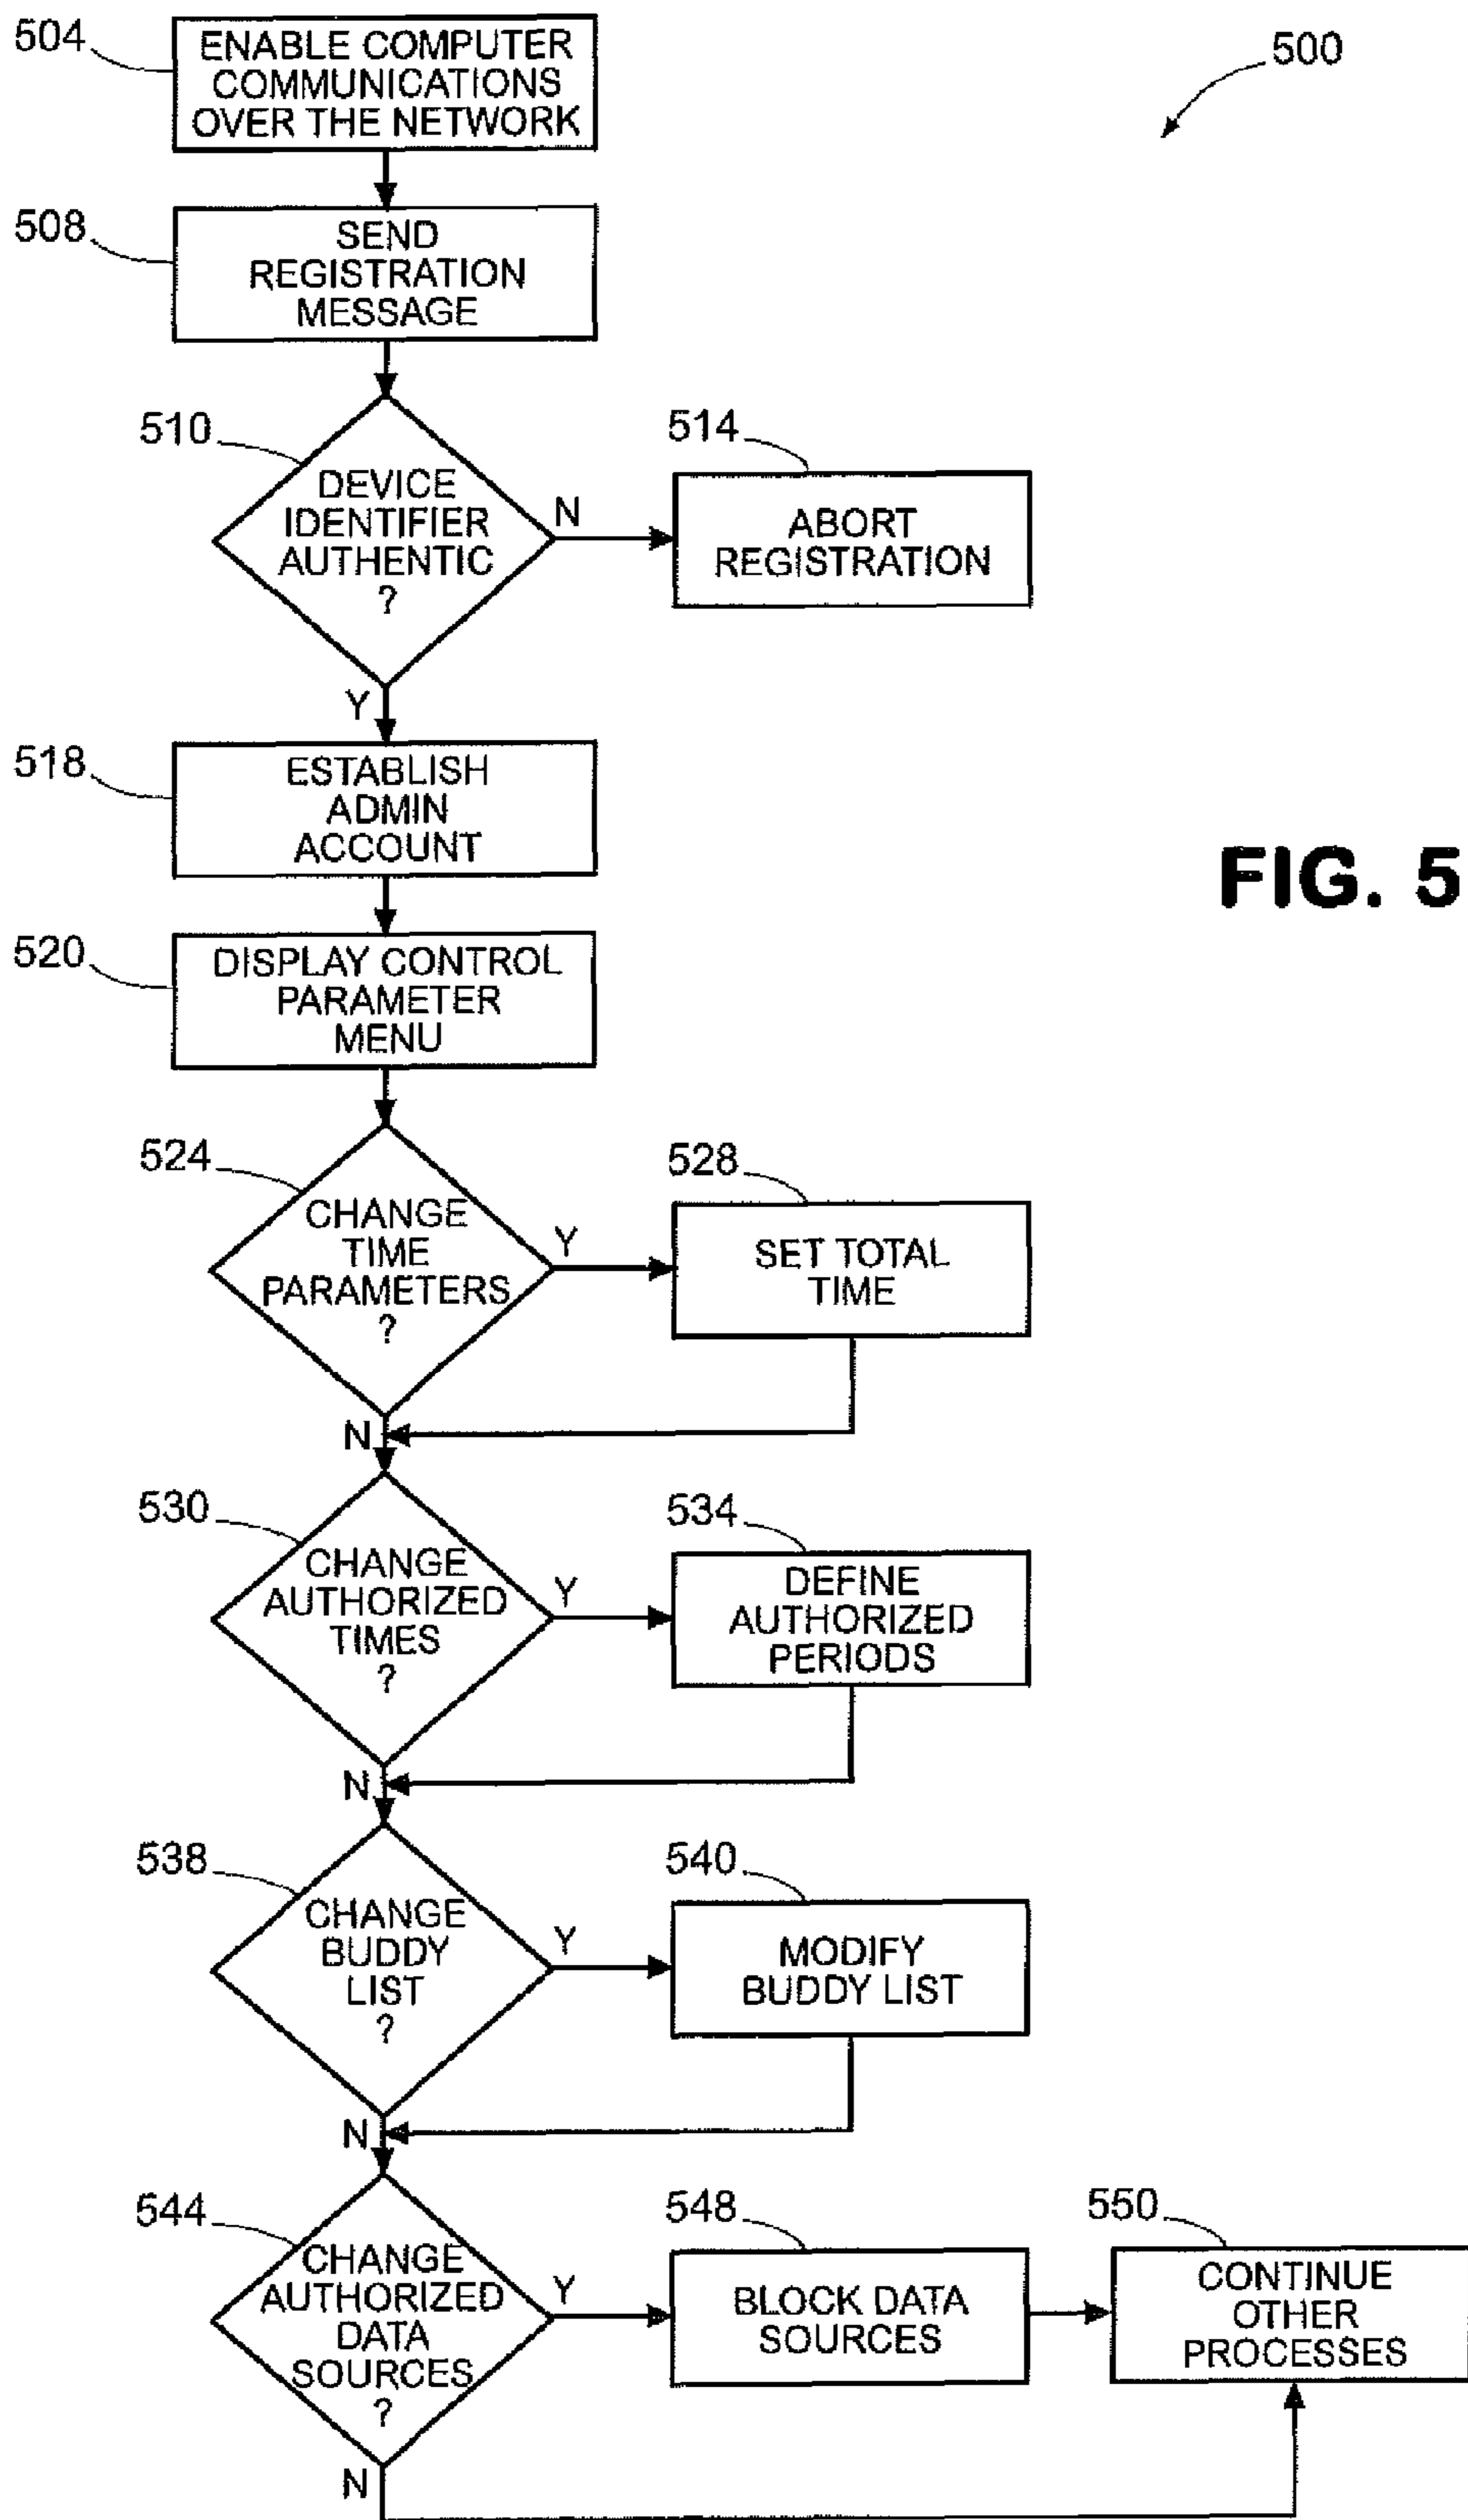 504
ENABLE COMPUTER
COMMUNICATIONS
OVER THE NETWORK
500
508
SEND
REGISTRATION
MESSAGE
510
DEVICE
IDENTIFIER
AUTHENTIC
?
N
514
ABORT
REGISTRATION
Y
518
ESTABLISH
ADMIN
ACCOUNT
FIG. 5
520
DISPLAY CONTROL
PARAMETER
MENU
524
CHANGE
TIME
PARAMETERS
?
Y
528
SET TOTAL
TIME
N
530
CHANGE
AUTHORIZED
TIMES
?
Y
534
DEFINE
AUTHORIZED
PERIODS
N
538
CHANGE
BUDDY
LIST
?
Y
540
MODIFY
BUDDY LIST
N
544
CHANGE
AUTHORIZED
DATA
SOURCES
?
Y
548
BLOCK DATA
SOURCES
550
CONTINUE
OTHER
PROCESSES
N